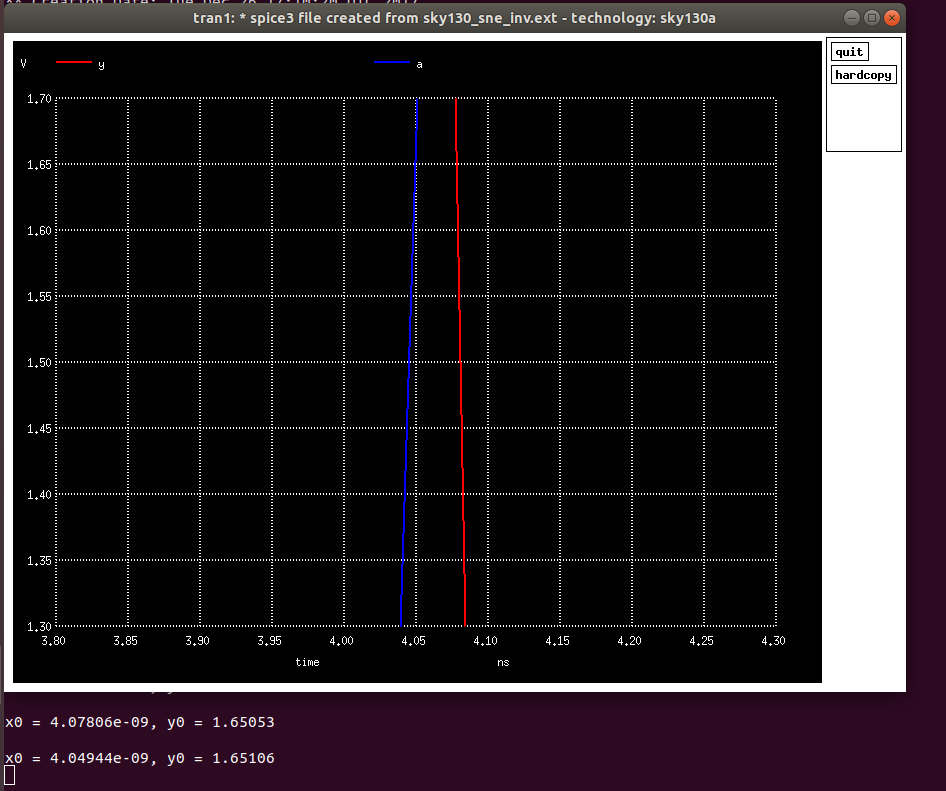 tran1: * spice3 file created from sky130_sne_inv.ext - technology: sky130a
quit
hardcopy
V y a
1.70
1.65
1.60
1.55
1.50
1.45
1.40
1.35
1.30
3.80 3.85 3.90 3.95 4.00 4.05 4.10 4.15 4.20 4.25 4.30
time ns
x0 = 4.07806e-09, y0 = 1.65053
x0 = 4.04944e-09, y0 = 1.65106